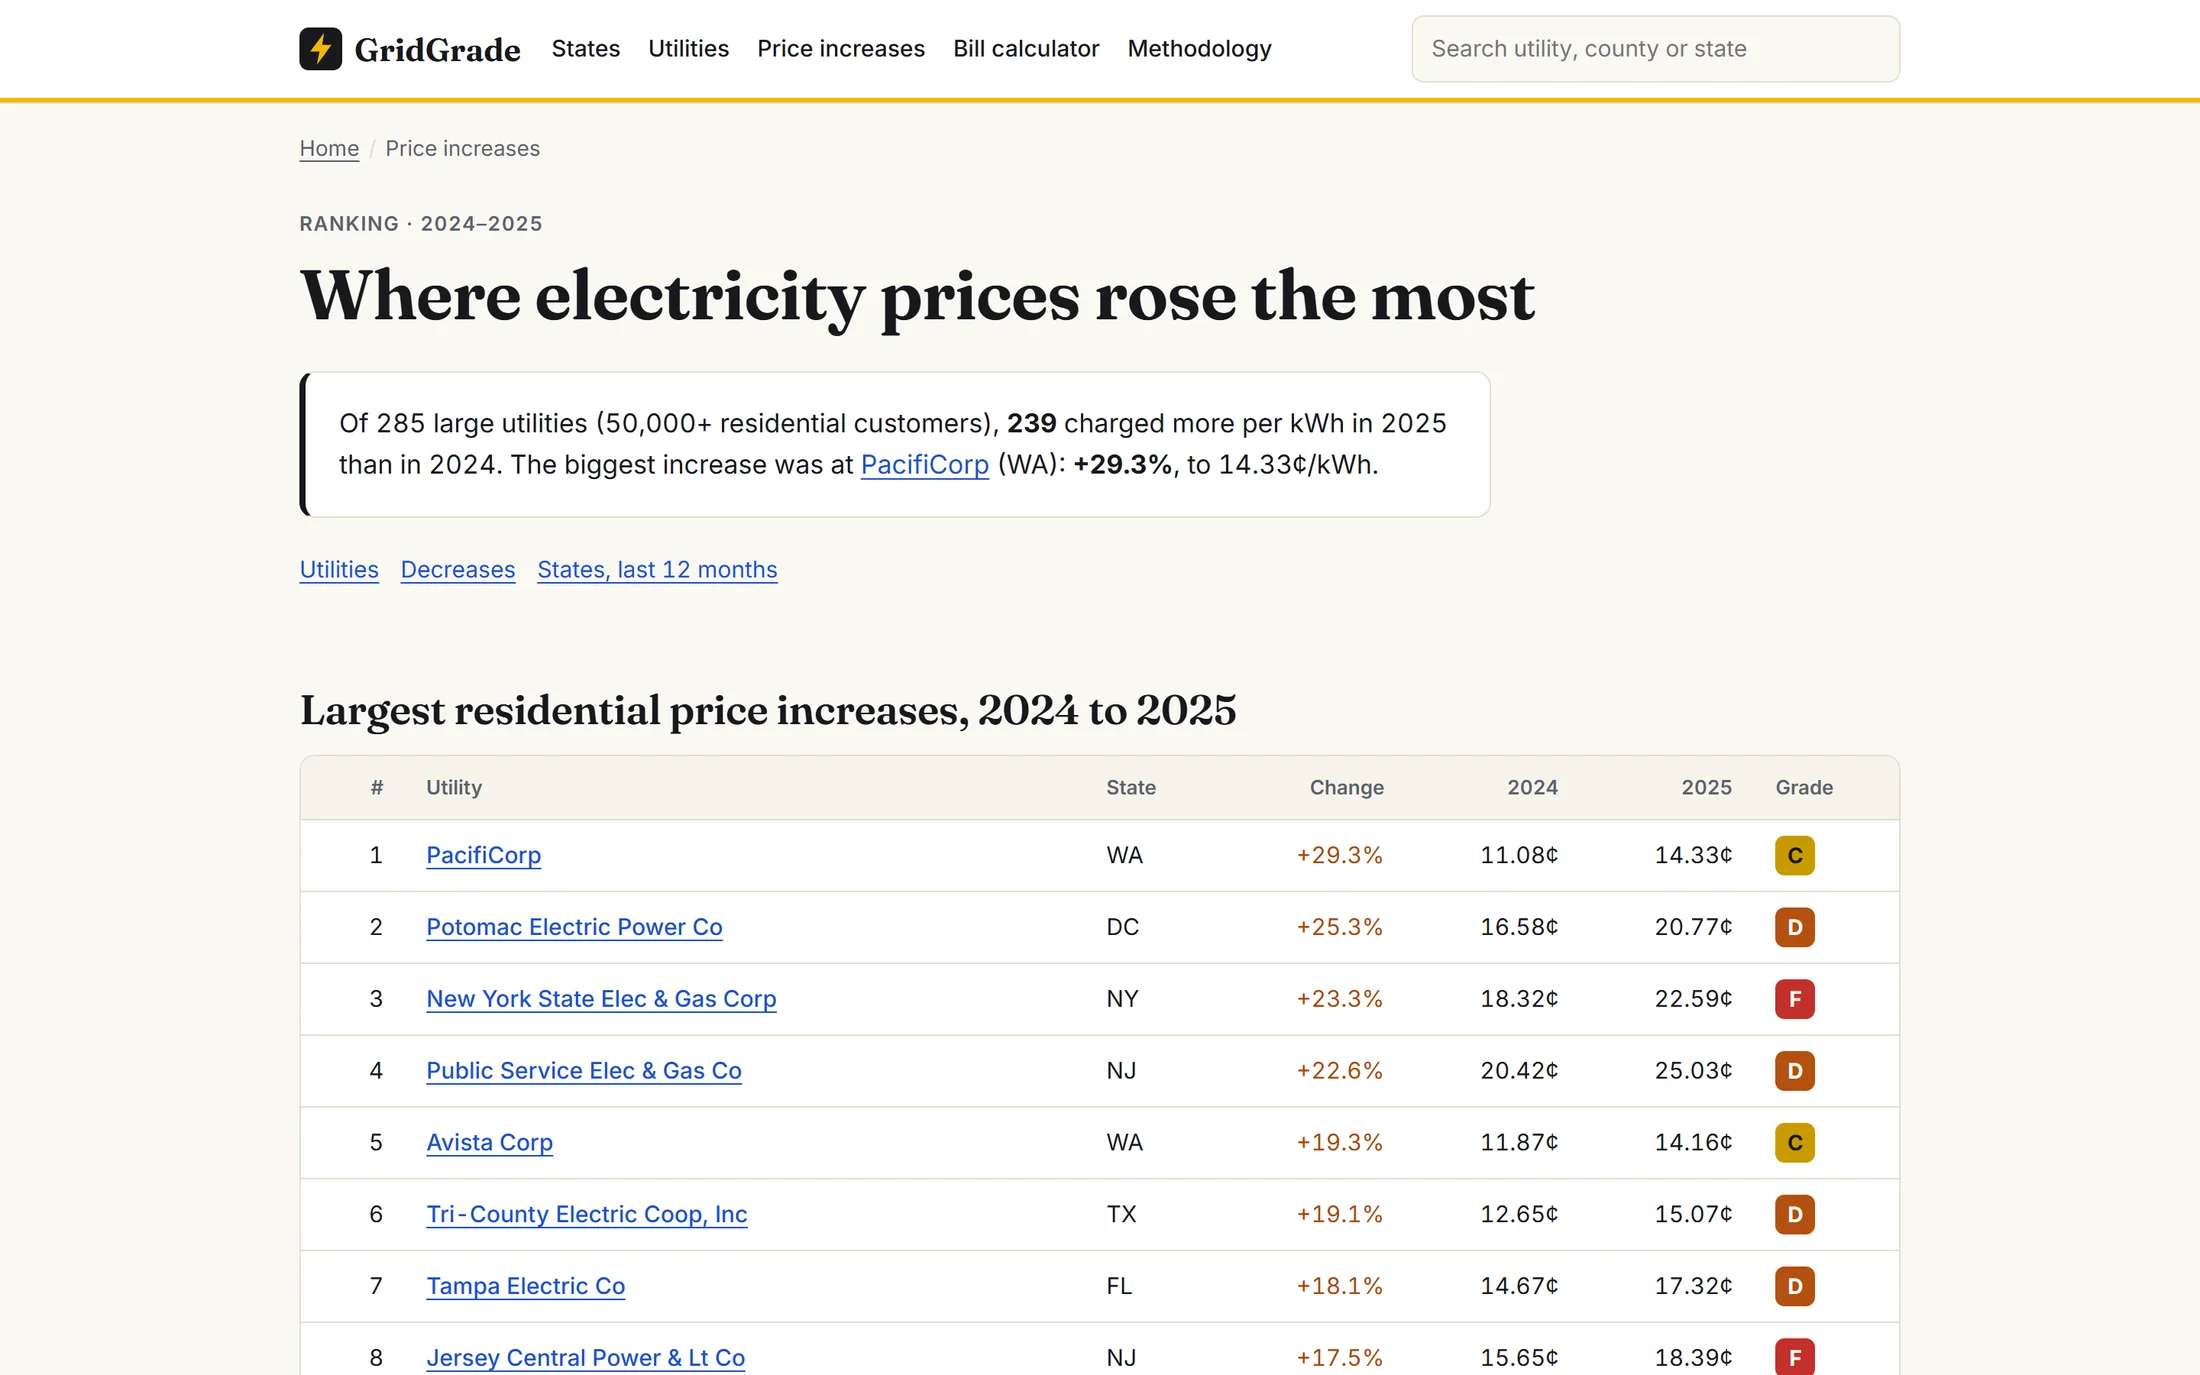 GridGrade States Utilities Price increases Bill calculator Methodology Search utility, county or state
Home / Price increases
RANKING · 2024–2025
Where electricity prices rose the most
Of 285 large utilities (50,000+ residential customers), 239 charged more per kWh in 2025
than in 2024. The biggest increase was at PacifiCorp (WA): +29.3%, to 14.33¢/kWh.
Utilities Decreases States, last 12 months
Largest residential price increases, 2024 to 2025
# Utility State Change 2024 2025 Grade
1 PacifiCorp WA +29.3% 11.08¢ 14.33¢ C
2 Potomac Electric Power Co DC +25.3% 16.58¢ 20.77¢ D
3 New York State Elec & Gas Corp NY +23.3% 18.32¢ 22.59¢ F
4 Public Service Elec & Gas Co NJ +22.6% 20.42¢ 25.03¢ D
5 Avista Corp WA +19.3% 11.87¢ 14.16¢ C
6 Tri-County Electric Coop, Inc TX +19.1% 12.65¢ 15.07¢ D
7 Tampa Electric Co FL +18.1% 14.67¢ 17.32¢ D
8 Jersey Central Power & Lt Co NJ +17.5% 15.65¢ 18.39¢ F